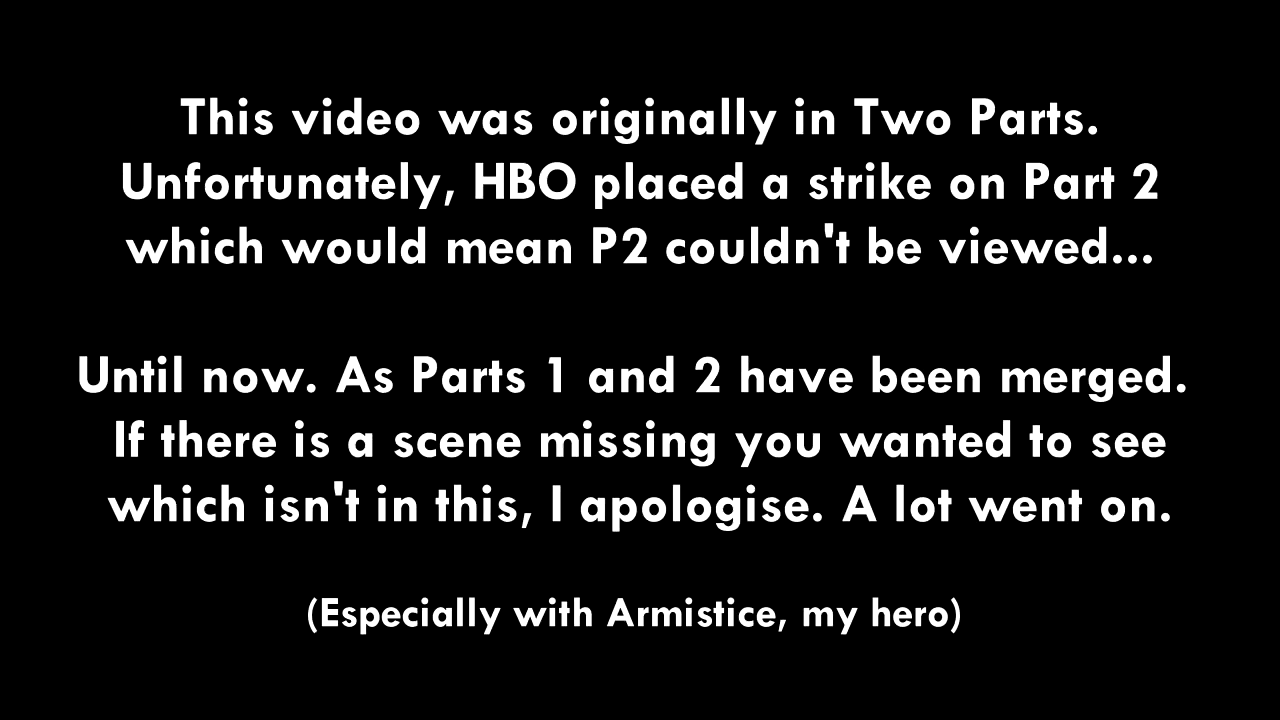 This video was originally in Two Parts.
Unfortunately, HBO placed a strike on Part 2
which would mean P2 couldn't be viewed...
Until now. As Parts 1 and 2 have been merged.
If there is a scene missing you wanted to see
which isn't in this, I apologise. A lot went on.
(Especially with Armistice, my hero)